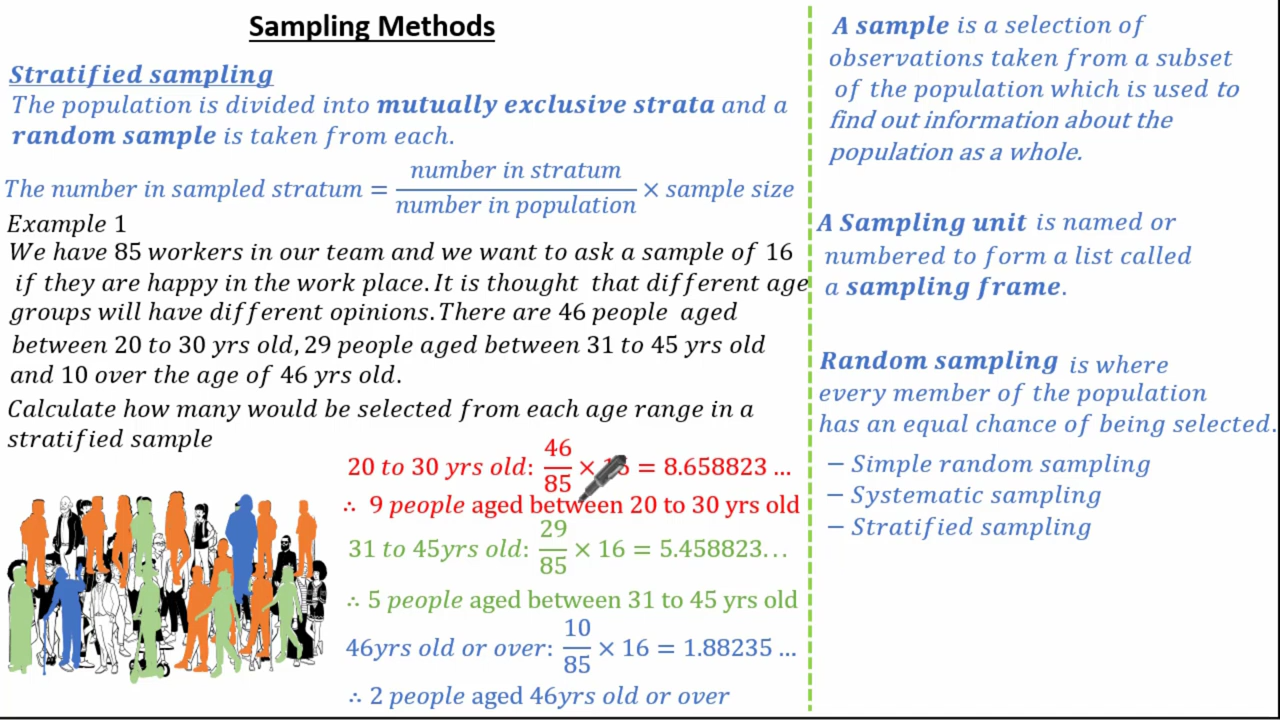 Sampling Methods
Stratified sampling
The population is divided into mutually exclusive strata and a
random sample is taken from each.
The number in sampled stratum = number in stratum / number in population × sample size
Example 1
We have 85 workers in our team and we want to ask a sample of 16
if they are happy in the work place. It is thought that different age
groups will have different opinions. There are 46 people aged
between 20 to 30 yrs old, 29 people aged between 31 to 45 yrs old
and 10 over the age of 46 yrs old.
Calculate how many would be selected from each age range in a
stratified sample
20 to 30 yrs old: 46/85 × = 8.658823 ...
∴ 9 people aged between 20 to 30 yrs old
31 to 45yrs old: 29/85 × 16 = 5.458823...
∴ 5 people aged between 31 to 45 yrs old
46yrs old or over: 10/85 × 16 = 1.88235 ...
∴ 2 people aged 46yrs old or over
A sample is a selection of
observations taken from a subset
of the population which is used to
find out information about the
population as a whole.
A Sampling unit is named or
numbered to form a list called
a sampling frame.
Random sampling is where
every member of the population
has an equal chance of being selected.
− Simple random sampling
− Systematic sampling
− Stratified sampling